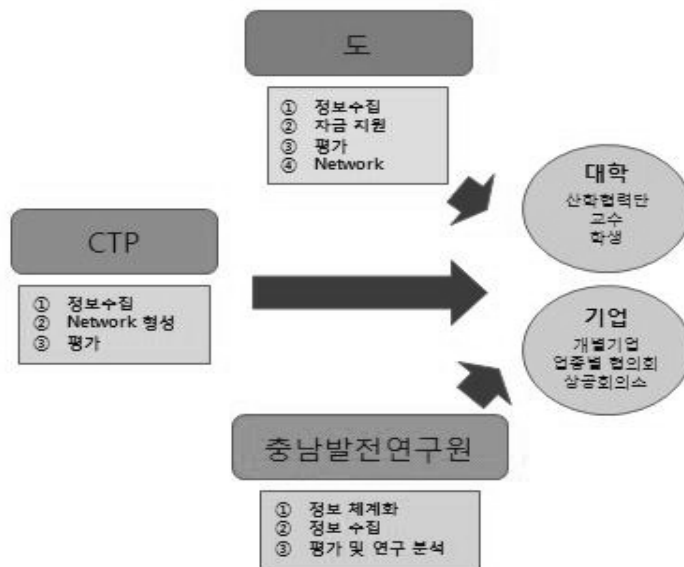 도
① 정보수집
② 자금 지원
③ 평가
④ Network
대학
산학협력단
교수
학생
CTP
① 정보수집
② Network 형성
③ 평가
기업
개별기업
업종별 협의회
상공회의소
충남발전연구원
① 정보 체계화
② 정보 수집
③ 평가 및 연구 분석